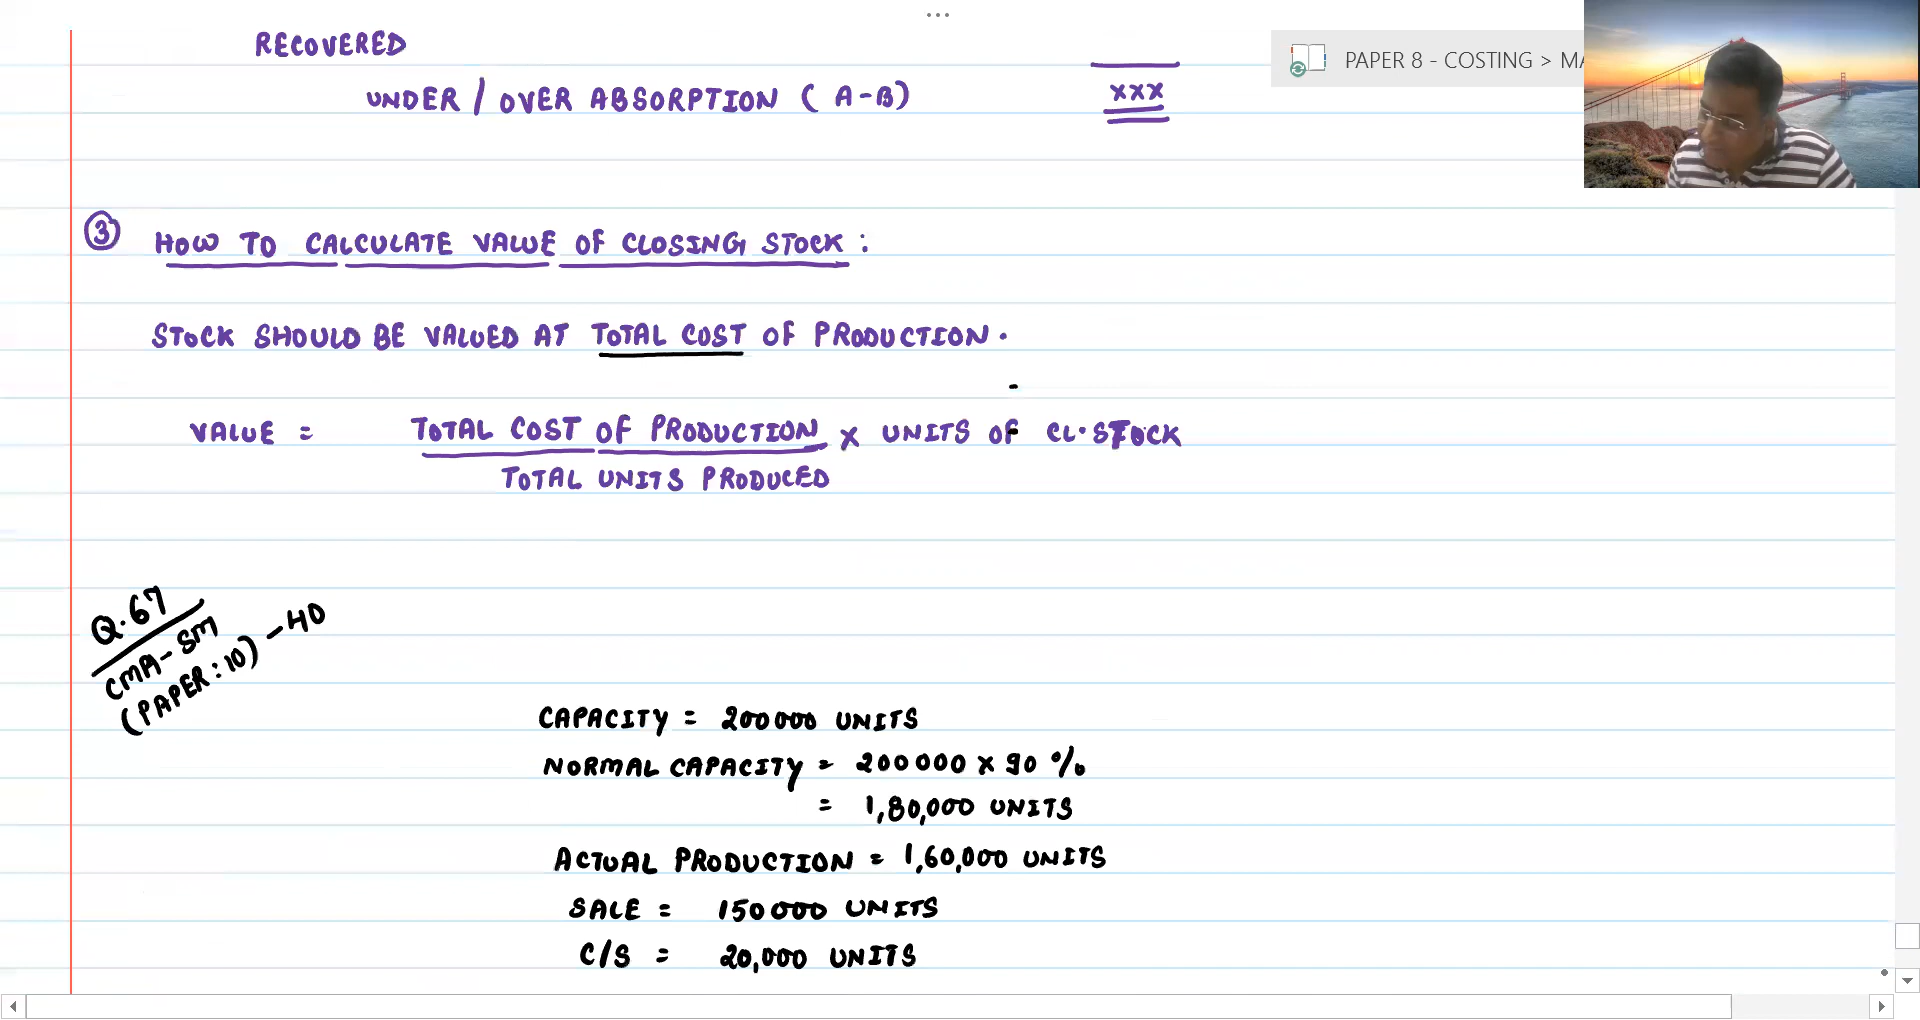 RECOVERED
PAPER 8 - COSTING > MA
UNDER / OVER ABSORPTION ( A-B) xxx
③ HOW TO CALCULATE VALUE OF CLOSING STOCK :
STOCK SHOULD BE VALUED AT TOTAL COST OF PRODUCTION.
VALUE = TOTAL COST OF PRODUCTION x UNITS OF CL. STOCK
TOTAL UNITS PRODUCED
Q.67
CMA-SM
(PAPER:10) -40
CAPACITY = 200000 UNITS
NORMAL CAPACITY = 200000 x 90 %
= 1,80,000 UNITS
ACTUAL PRODUCTION = 1,60,000 UNITS
SALE = 150000 UNITS
C/S = 20,000 UNITS